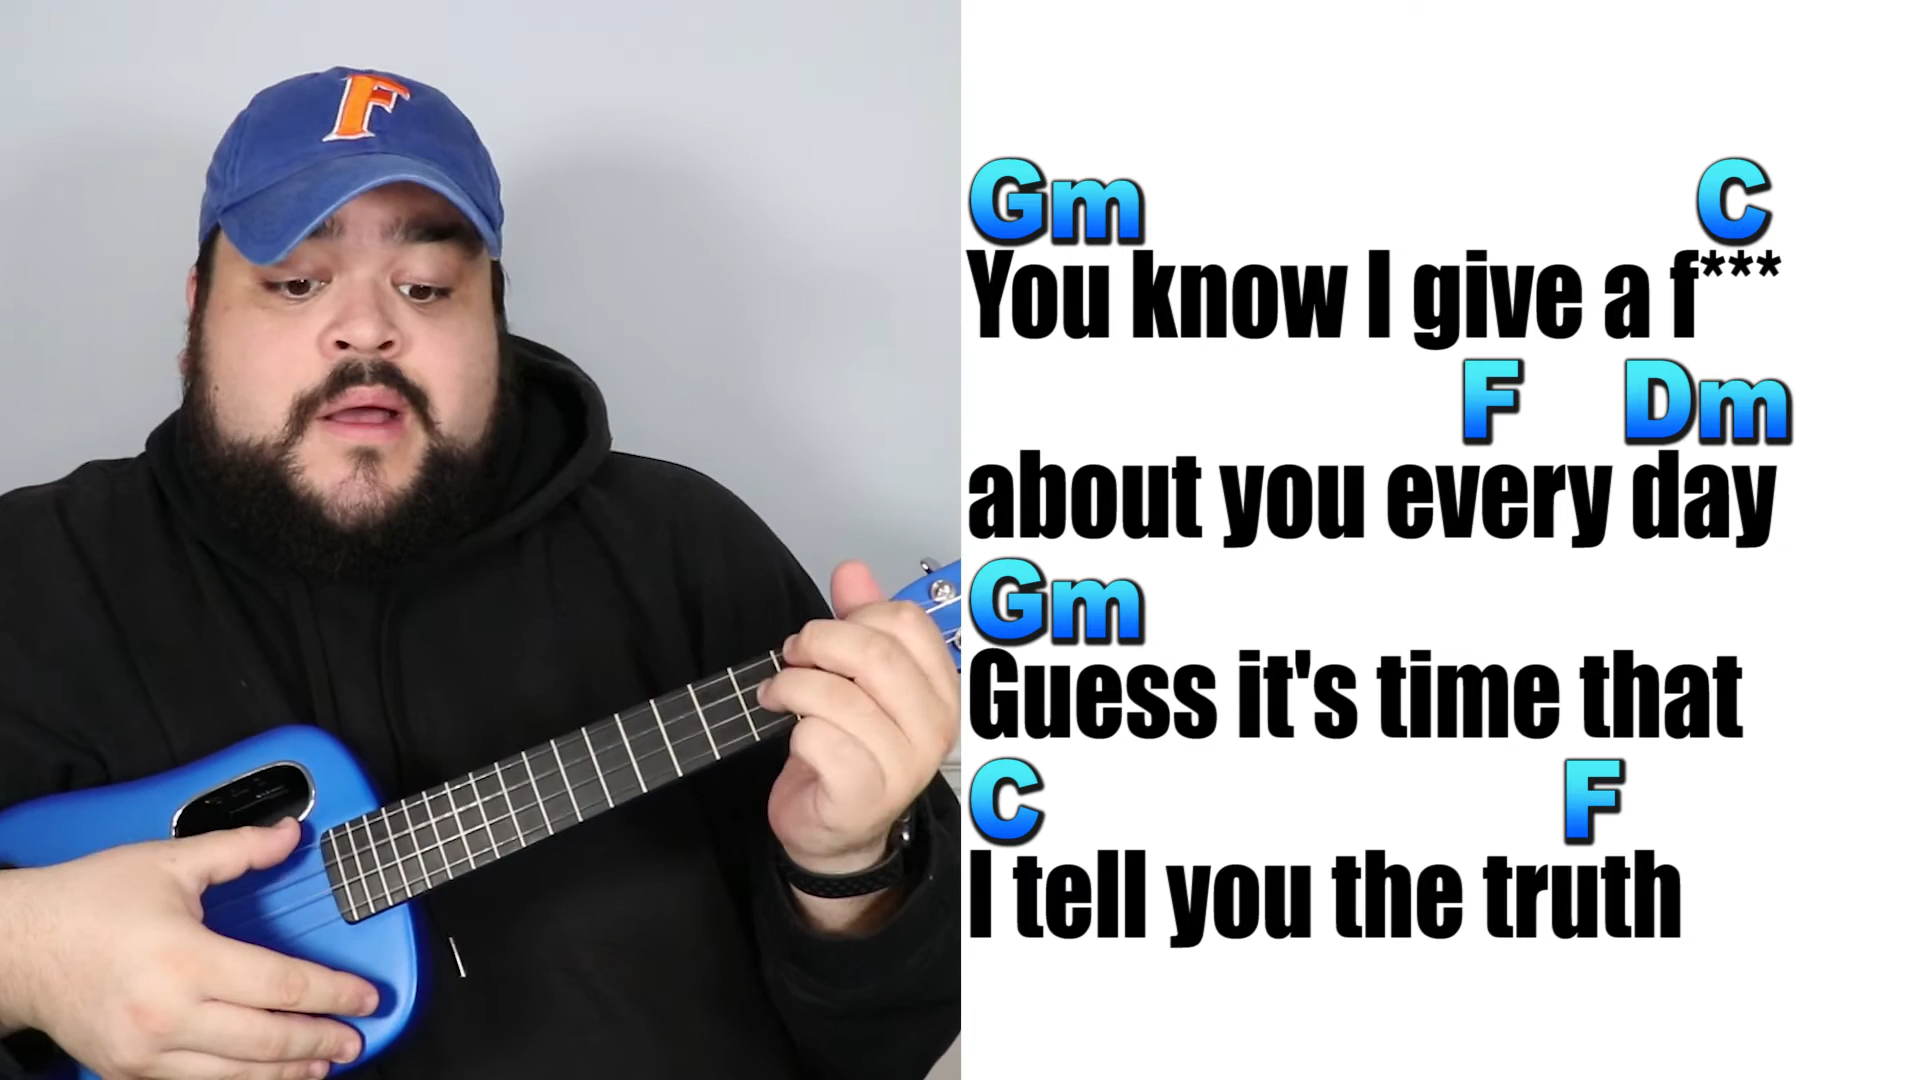 F
Gm C
You know I give a f***
F Dm
about you every day
Gm
Guess it's time that
C F
I tell you the truth